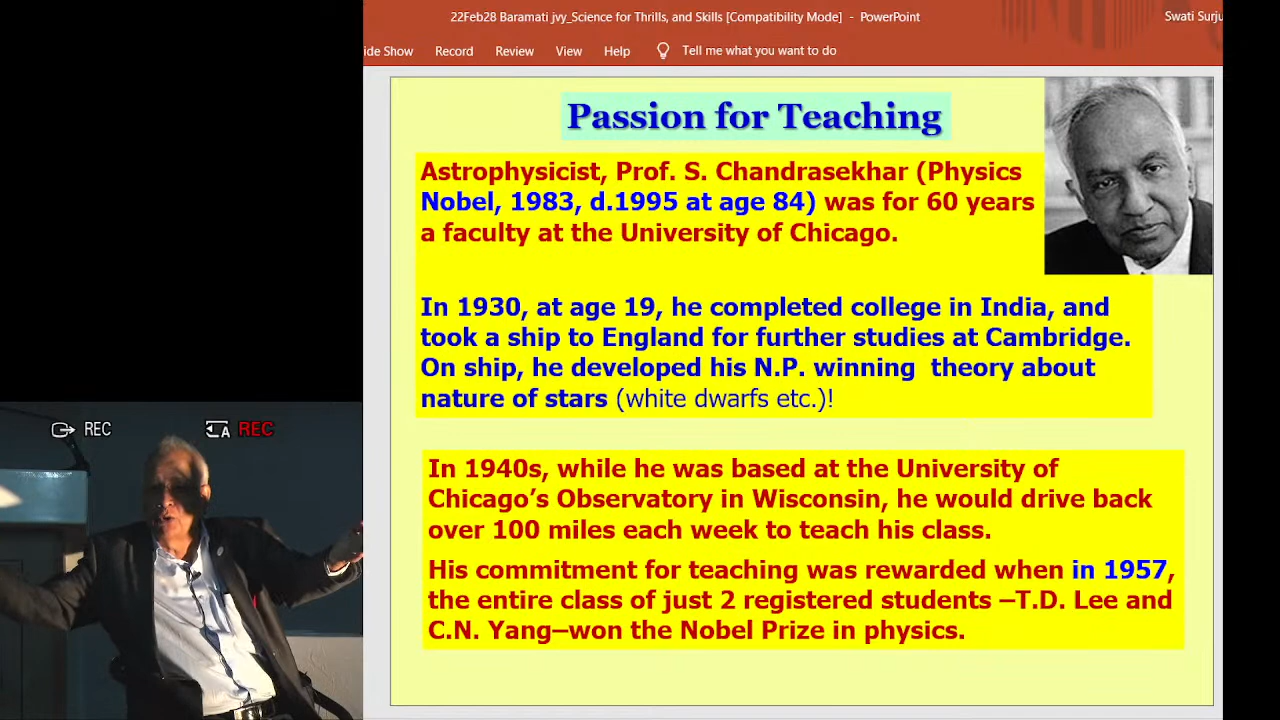 22Feb28 Baramati jvy_Science for Thrills, and Skills [Compatibility Mode] - PowerPoint
Swati Surju
ide Show Record Review View Help Tell me what you want to do
Passion for Teaching
Astrophysicist, Prof. S. Chandrasekhar (Physics
Nobel, 1983, d.1995 at age 84) was for 60 years
a faculty at the University of Chicago.
In 1930, at age 19, he completed college in India, and
took a ship to England for further studies at Cambridge.
On ship, he developed his N.P. winning theory about
nature of stars (white dwarfs etc.)!
In 1940s, while he was based at the University of
Chicago’s Observatory in Wisconsin, he would drive back
over 100 miles each week to teach his class.
His commitment for teaching was rewarded when in 1957,
the entire class of just 2 registered students –T.D. Lee and
C.N. Yang–won the Nobel Prize in physics.
REC A REC